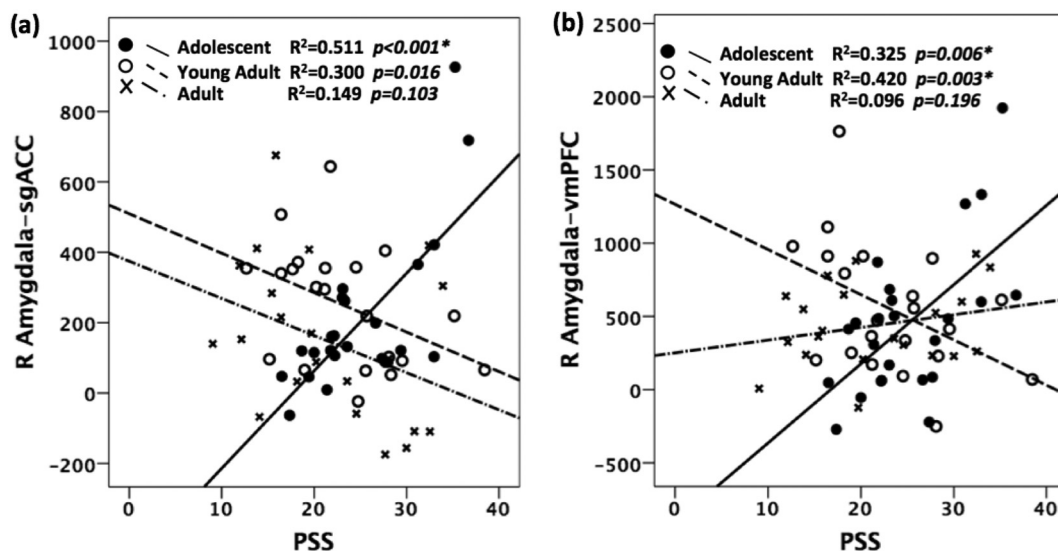 (a)
Adolescent R²=0.511 p<0.001*
Young Adult R²=0.300 p=0.016
Adult R²=0.149 p=0.103
R Amygdala-sgACC
1000
800
600
400
200
0
-200
0 10 20 30 40
PSS
(b)
Adolescent R²=0.325 p=0.006*
Young Adult R²=0.420 p=0.003*
Adult R²=0.096 p=0.196
R Amygdala-vmPFC
2500
2000
1500
1000
500
0
-500
0 10 20 30 40
PSS